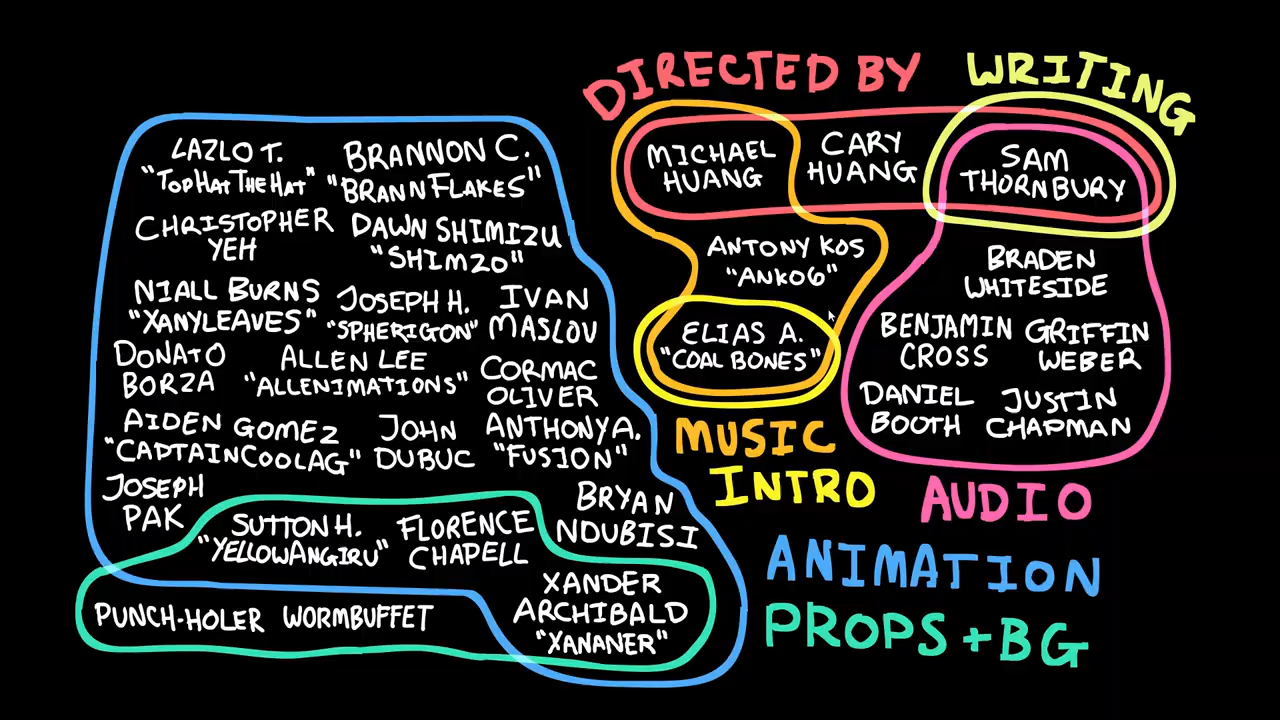 DIRECTED BY
WRITING
LAZLO T.
"TOPHATTHEHAT"
BRANNON C.
"BRANNFLAKES"
CHRISTOPHER
YEH
DAWN SHIMIZU
"SHIMZO"
NIALL BURNS
"XANYLEAVES"
JOSEPH H.
"SPHERIGON"
IVAN
MASLOV
DONATO
BORZA
ALLEN LEE
"ALLENIMATIONS"
CORMAC
OLIVER
AIDEN GOMEZ
"CAPTAINCOOLAG"
JOHN
DUBUC
ANTHONY A.
"FUSION"
JOSEPH
PAK
SUTTON H.
"YELLOWANGIRU"
FLORENCE
CHAPELL
BRYAN
NDUBISI
PUNCH-HOLER
WORMBUFFET
XANDER
ARCHIBALD
"XANANER"
MICHAEL
HUANG
CARY
HUANG
SAM
THORNBURY
ANTONY KOS
"ANKOG"
ELIAS A.
"COAL BONES"
BRADEN
WHITESIDE
BENJAMIN
CROSS
GRIFFIN
WEBER
DANIEL
BOOTH
JUSTIN
CHAPMAN
MUSIC
INTRO
AUDIO
ANIMATION
PROPS + BG